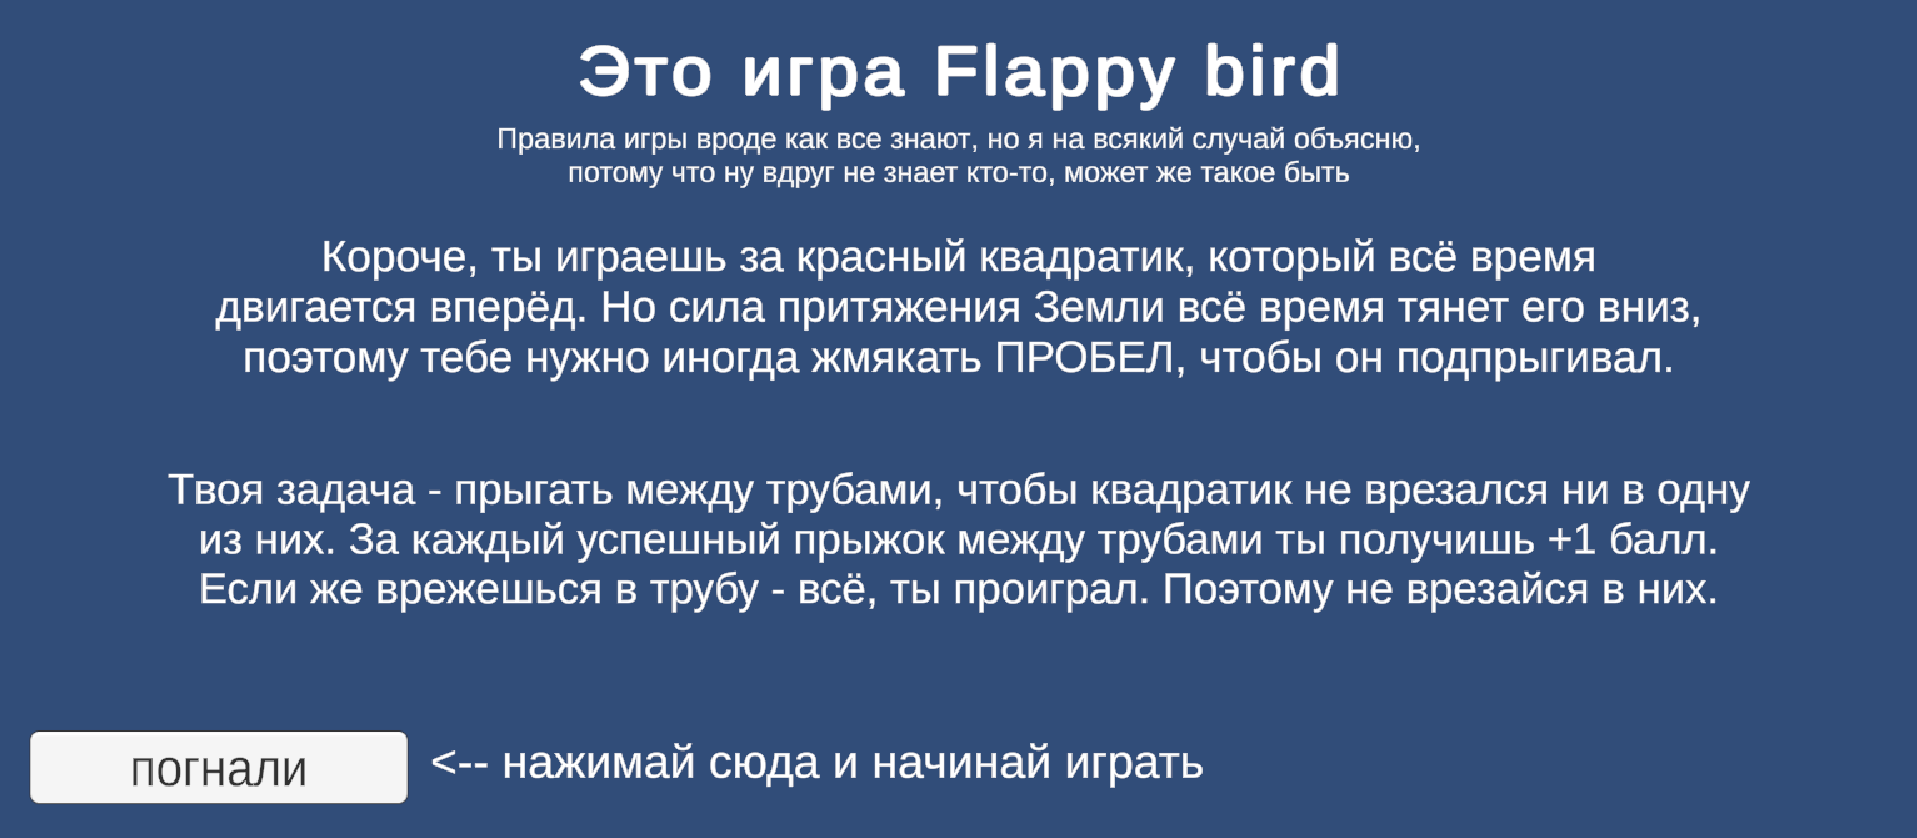 Это игра Flappy bird
Правила игры вроде как все знают, но я на всякий случай объясню,
потому что ну вдруг не знает кто-то, может же такое быть
Короче, ты играешь за красный квадратик, который всё время
двигается вперёд. Но сила притяжения Земли всё время тянет его вниз,
поэтому тебе нужно иногда жмякать ПРОБЕЛ, чтобы он подпрыгивал.
Твоя задача - прыгать между трубами, чтобы квадратик не врезался ни в одну
из них. За каждый успешный прыжок между трубами ты получишь +1 балл.
Если же врежешься в трубу - всё, ты проиграл. Поэтому не врезайся в них.
погнали <-- нажимай сюда и начинай играть